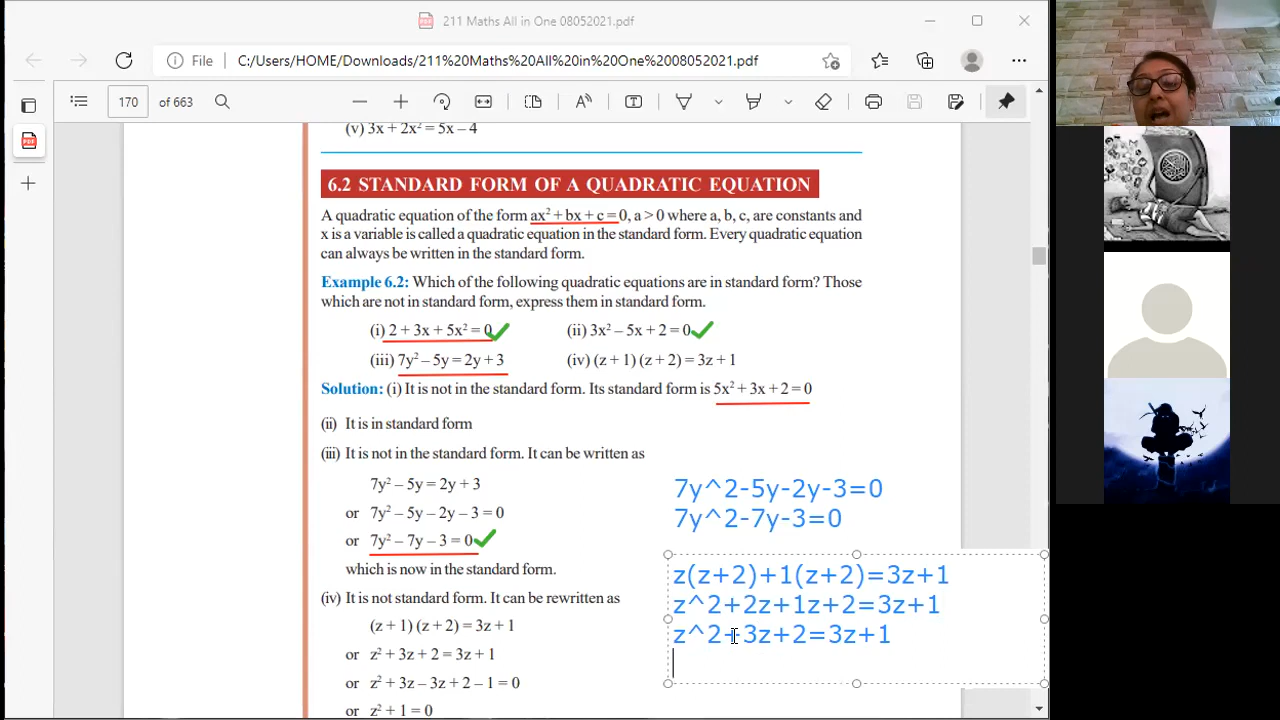 211 Maths All in One 08052021.pdf
File C:/Users/HOME/Downloads/211%20Maths%20All%20in%20One%2008052021.pdf
170 of 663
(v) 3x + 2x² = 5x – 4
6.2 STANDARD FORM OF A QUADRATIC EQUATION
A quadratic equation of the form ax² + bx + c = 0, a > 0 where a, b, c, are constants and
x is a variable is called a quadratic equation in the standard form. Every quadratic equation
can always be written in the standard form.
Example 6.2: Which of the following quadratic equations are in standard form? Those
which are not in standard form, express them in standard form.
(i) 2 + 3x + 5x² = 0 (ii) 3x² – 5x + 2 = 0
(iii) 7y² – 5y = 2y + 3 (iv) (z + 1) (z + 2) = 3z + 1
Solution: (i) It is not in the standard form. Its standard form is 5x² + 3x + 2 = 0
(ii) It is in standard form
(iii) It is not in the standard form. It can be written as
7y² – 5y = 2y + 3
or 7y² – 5y – 2y – 3 = 0
or 7y² – 7y – 3 = 0
which is now in the standard form.
(iv) It is not standard form. It can be rewritten as
(z + 1) (z + 2) = 3z + 1
or z² + 3z + 2 = 3z + 1
or z² + 3z – 3z + 2 – 1 = 0
or z² + 1 = 0
7y^2-5y-2y-3=0
7y^2-7y-3=0
z(z+2)+1(z+2)=3z+1
z^2+2z+1z+2=3z+1
z^2+3z+2=3z+1